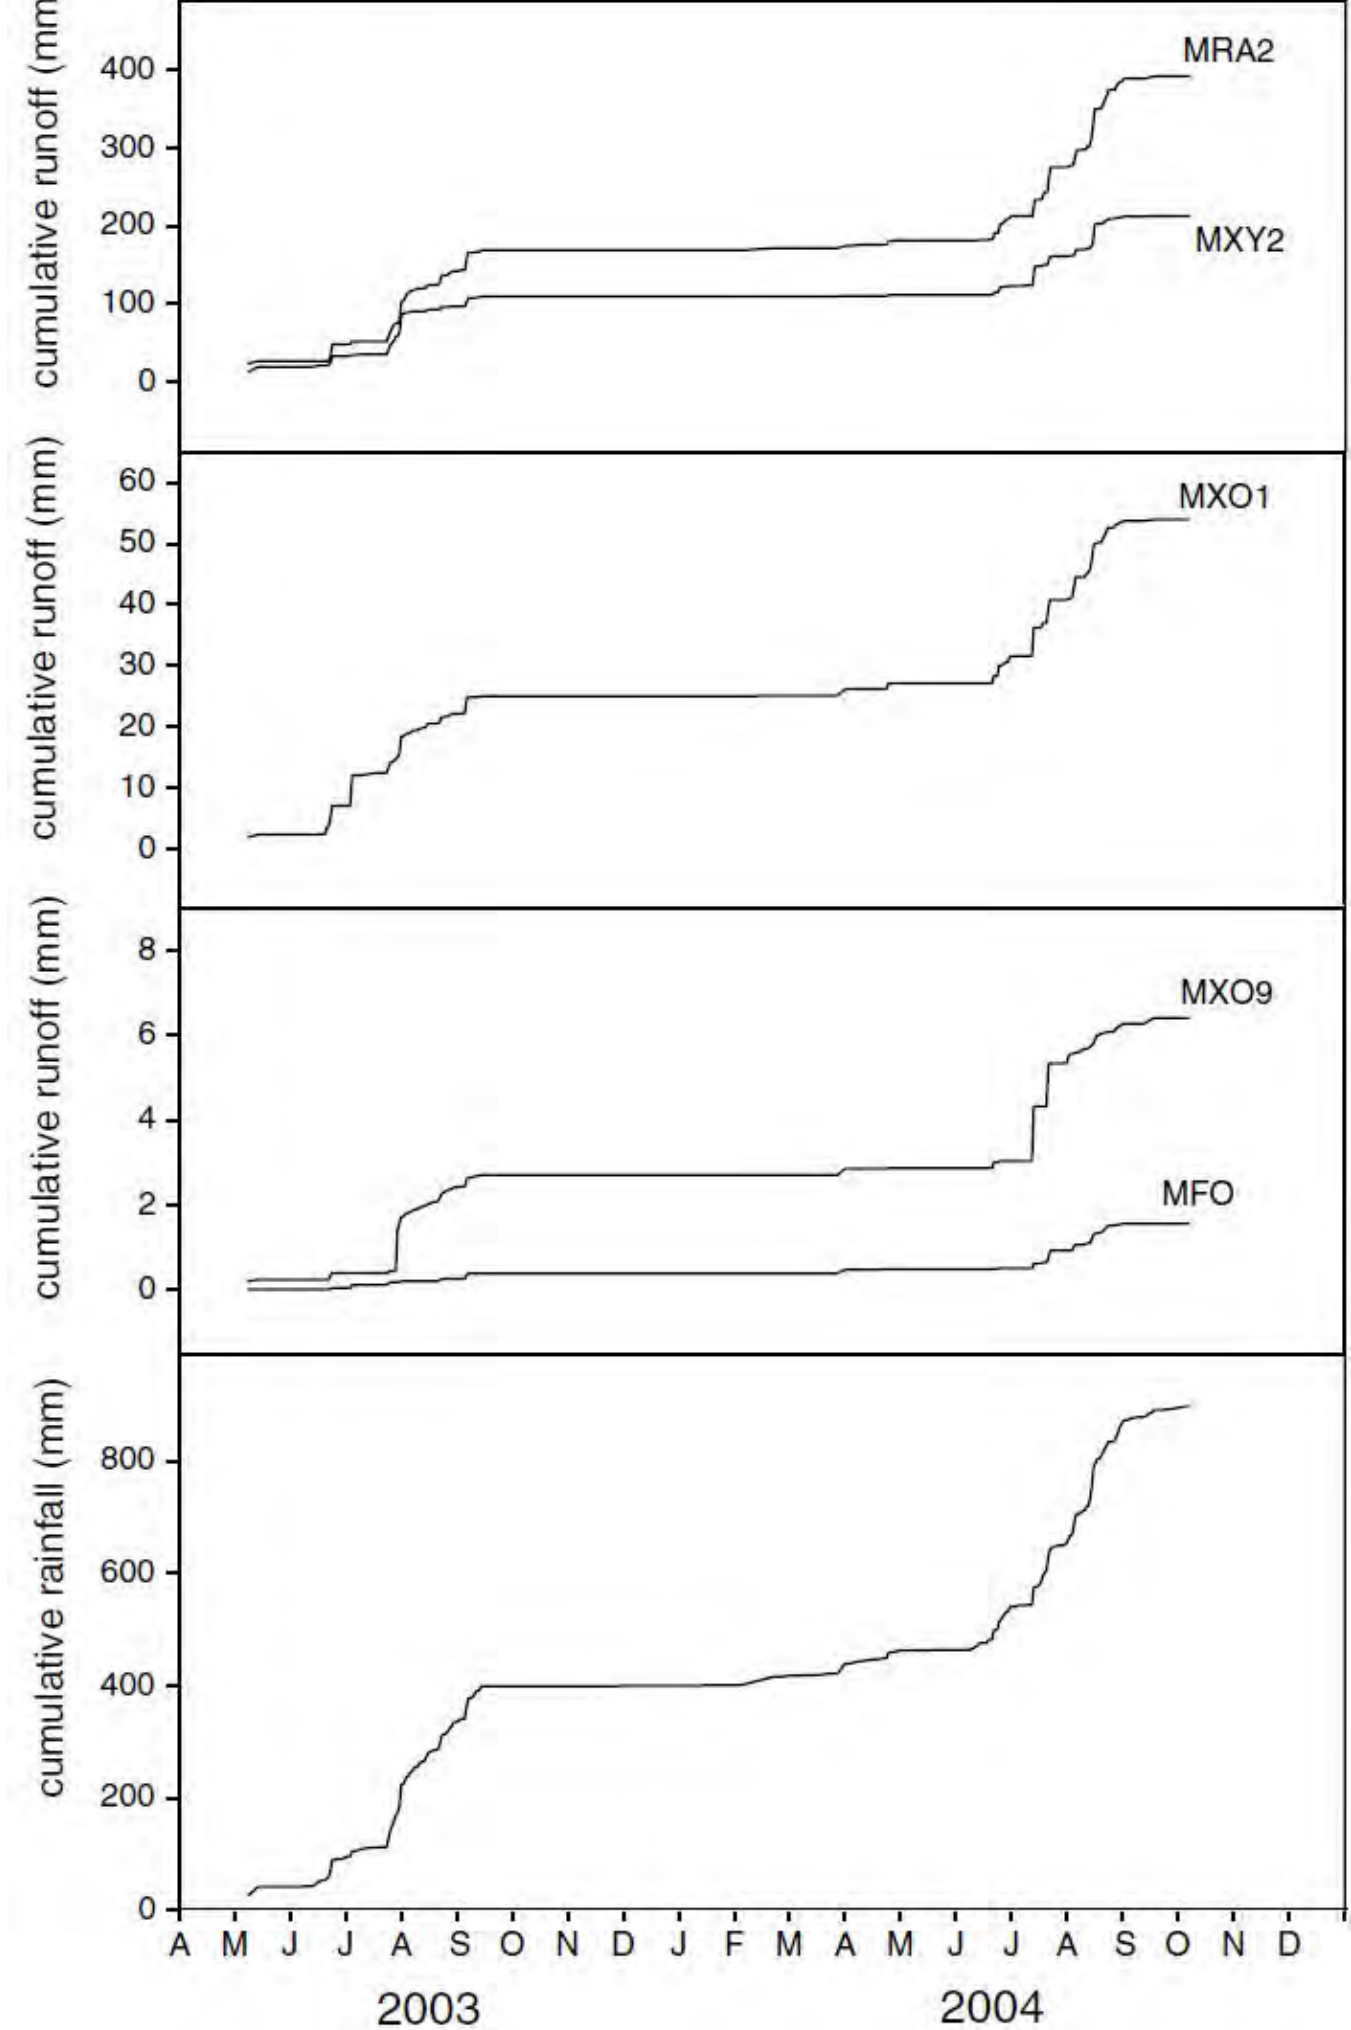 cumulative runoff (mm
400
300
200
100
0
MRA2
MXY2
cumulative runoff (mm)
60
50
40
30
20
10
0
MXO1
cumulative runoff (mm)
8
6
4
2
0
MXO9
MFO
cumulative rainfall (mm)
800
600
400
200
0
A M J J A S O N D J F M A M J J A S O N D
2003 2004